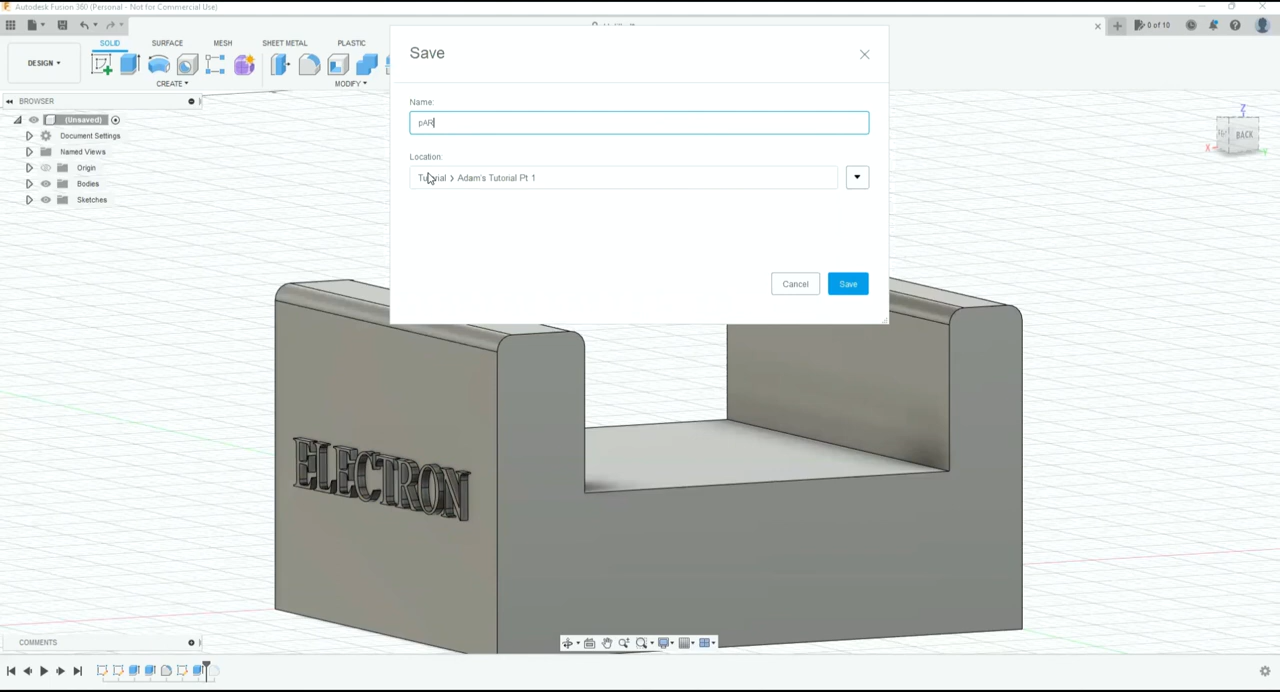 Autodesk Fusion 360 (Personal - Not for Commercial Use)
0 of 10
SOLID SURFACE MESH SHEET METAL PLASTIC
DESIGN
CREATE MODIFY
BROWSER
(Unsaved)
Document Settings
Named Views
Origin
Bodies
Sketches
Save
Name:
pAR
Location:
Tutorial > Adam's Tutorial Pt 1
Cancel Save
Z
BACK
X
Y
ELECTRON
COMMENTS